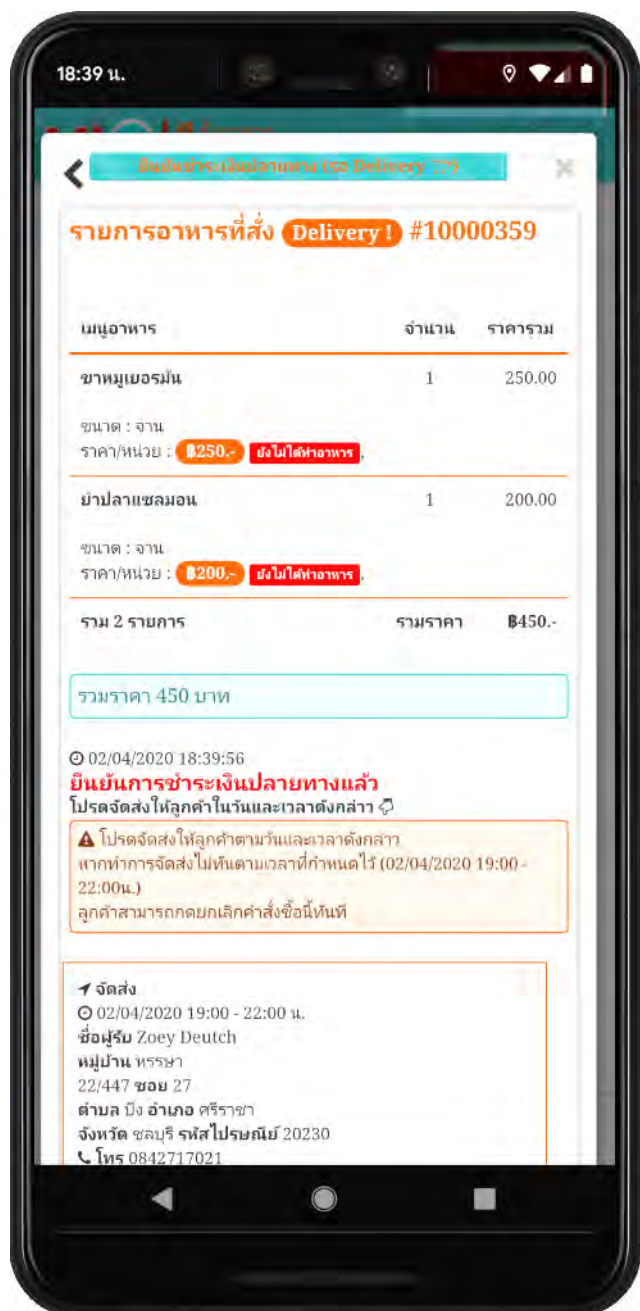 18:39 น.
ยืนยันชำระเงินปลายทาง (รอ Delivery
รายการอาหารที่สั่ง Delivery ! #10000359
เมนูอาหาร จำนวน ราคารวม
ขาหมูเยอรมัน 1 250.00
ขนาด : จาน
ราคา/หน่วย : ฿250.- ยังไม่ได้ทำอาหาร ,
ยำปลาแซลมอน 1 200.00
ขนาด : จาน
ราคา/หน่วย : ฿200.- ยังไม่ได้ทำอาหาร ,
รวม 2 รายการ รวมราคา ฿450.-
รวมราคา 450 บาท
02/04/2020 18:39:56
ยืนยันการชำระเงินปลายทางแล้ว
โปรดจัดส่งให้ลูกค้าในวันและเวลาดังกล่าว
โปรดจัดส่งให้ลูกค้าตามวันและเวลาดังกล่าว
หากทำการจัดส่งไม่ทันตามเวลาที่กำหนดไว้ (02/04/2020 19:00 -
22:00น.)
ลูกค้าสามารถกดยกเลิกคำสั่งซื้อนี้ทันที
จัดส่ง
02/04/2020 19:00 - 22:00 น.
ชื่อผู้รับ Zoey Deutch
หมู่บ้าน หรรษา
22/447 ซอย 27
ตำบล บึง อำเภอ ศรีราชา
จังหวัด ชลบุรี รหัสไปรษณีย์ 20230
โทร 0842717021